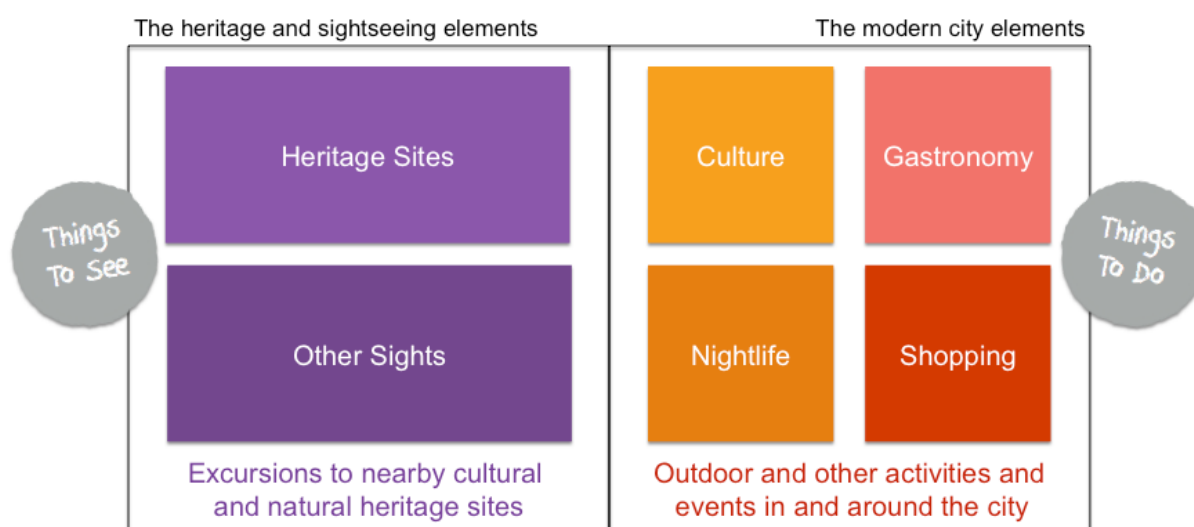 The heritage and sightseeing elements
The modern city elements
Things
To See
Heritage Sites
Other Sights
Excursions to nearby cultural
and natural heritage sites
Culture
Gastronomy
Nightlife
Shopping
Outdoor and other activities and
events in and around the city
Things
To Do